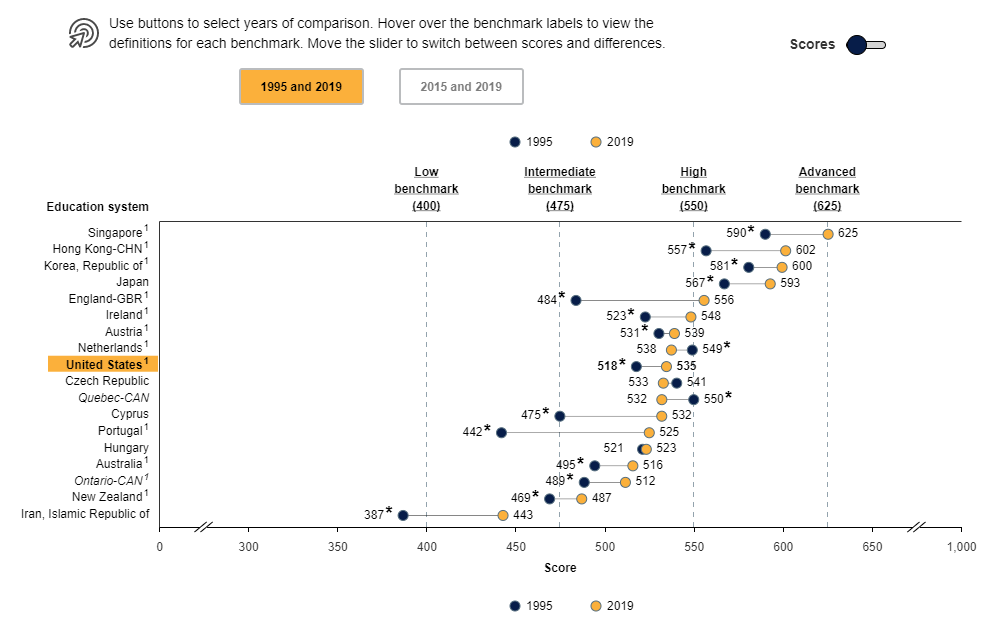 Use buttons to select years of comparison. Hover over the benchmark labels to view the
definitions for each benchmark. Move the slider to switch between scores and differences.
Scores
1995 and 2019
2015 and 2019
1995 2019
Low benchmark (400)
Intermediate benchmark (475)
High benchmark (550)
Advanced benchmark (625)
Education system
Singapore¹ 590* 625
Hong Kong-CHN¹ 557* 602
Korea, Republic of¹ 581* 600
Japan 567* 593
England-GBR¹ 484* 556
Ireland¹ 523* 548
Austria¹ 531* 539
Netherlands¹ 538 549*
United States¹ 518* 535
Czech Republic 533 541
Quebec-CAN 532 550*
Cyprus 475* 532
Portugal¹ 442* 525
Hungary 521 523
Australia¹ 495* 516
Ontario-CAN¹ 489* 512
New Zealand¹ 469* 487
Iran, Islamic Republic of 387* 443
0 300 350 400 450 500 550 600 650 1,000
Score
1995 2019